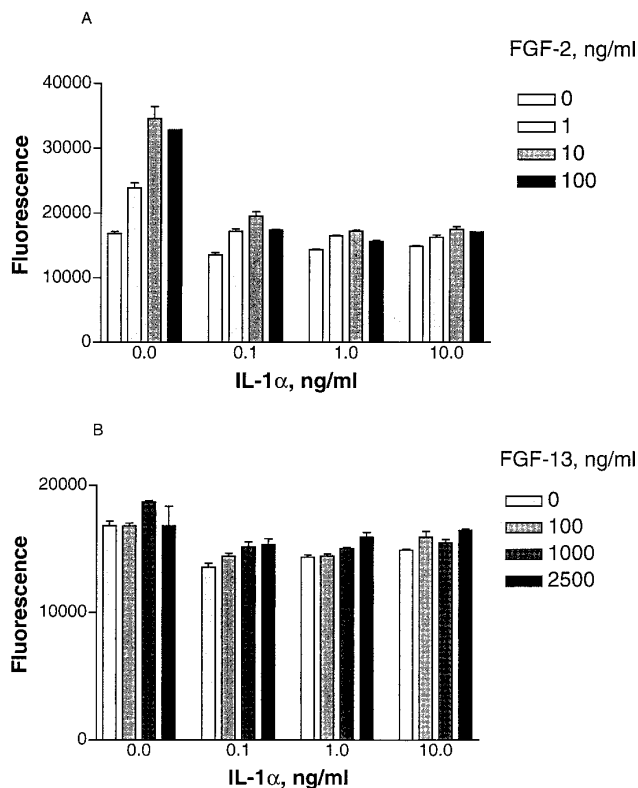 A
FGF-2, ng/ml
0
1
10
100
Fluorescence
40000
30000
20000
10000
0
0.0 0.1 1.0 10.0
IL-1α, ng/ml
B
FGF-13, ng/ml
0
100
1000
2500
Fluorescence
20000
10000
0
0.0 0.1 1.0 10.0
IL-1α, ng/ml